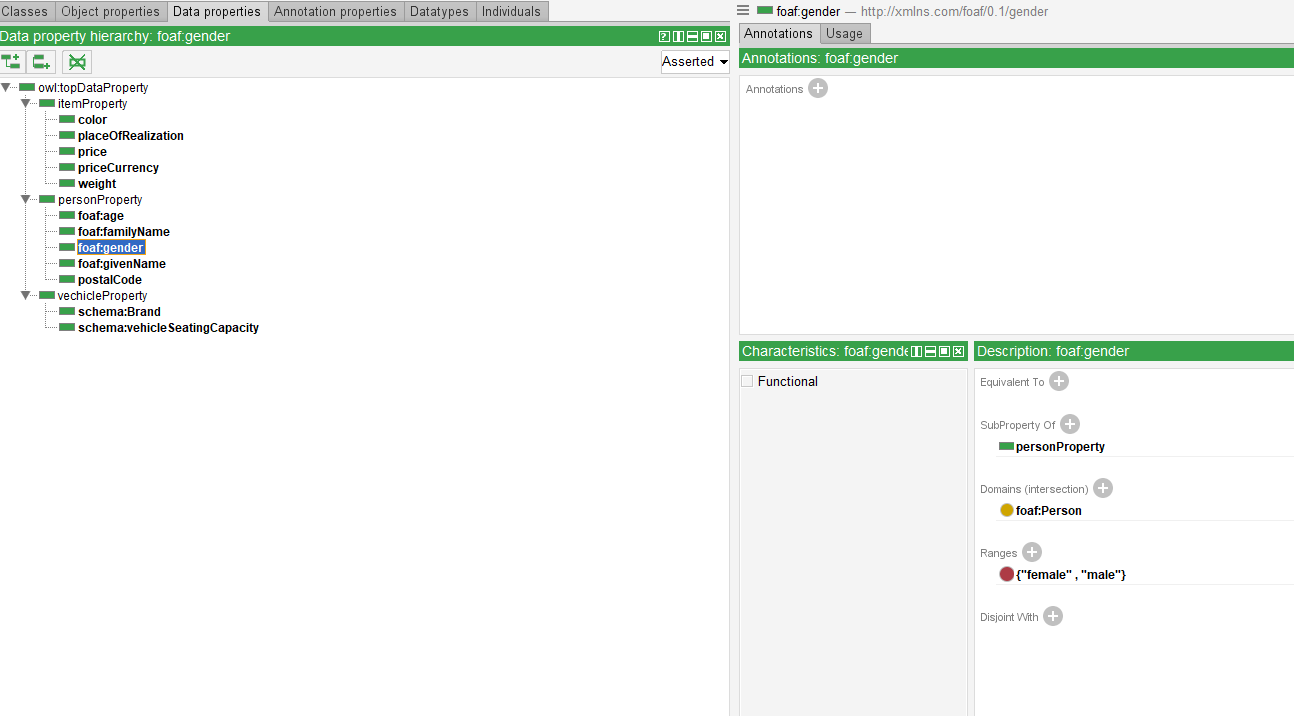 Classes Object properties Data properties Annotation properties Datatypes Individuals
Data property hierarchy: foaf:gender
Asserted
owl:topDataProperty
itemProperty
color
placeOfRealization
price
priceCurrency
weight
personProperty
foaf:age
foaf:familyName
foaf:gender
foaf:givenName
postalCode
vechicleProperty
schema:Brand
schema:vehicleSeatingCapacity
foaf:gender — http://xmlns.com/foaf/0.1/gender
Annotations Usage
Annotations: foaf:gender
Annotations
Characteristics: foaf:gende
Functional
Description: foaf:gender
Equivalent To
SubProperty Of
personProperty
Domains (intersection)
foaf:Person
Ranges
{"female" , "male"}
Disjoint With